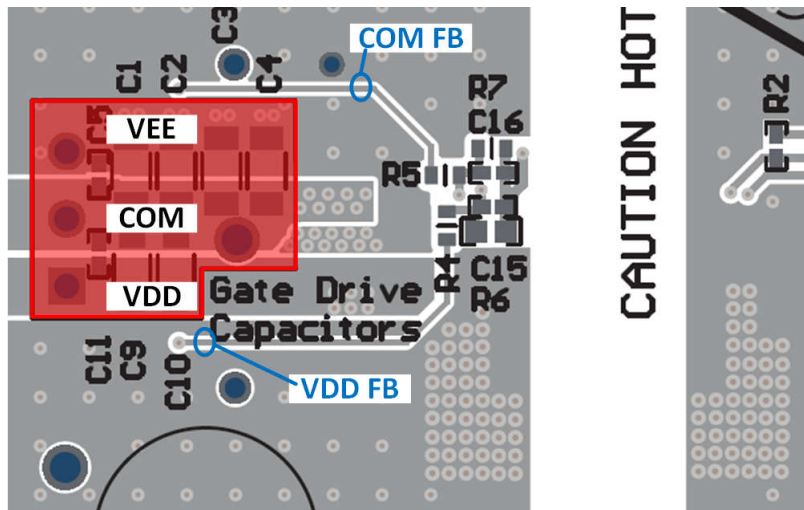 C3
COM FB
C1
C2
C4
R7
C16
C5
VEE
R5
COM
VDD
Gate Drive
Capacitors
R4
C15
R6
C11
C9
C10
VDD FB
CAUTION HOT
R2